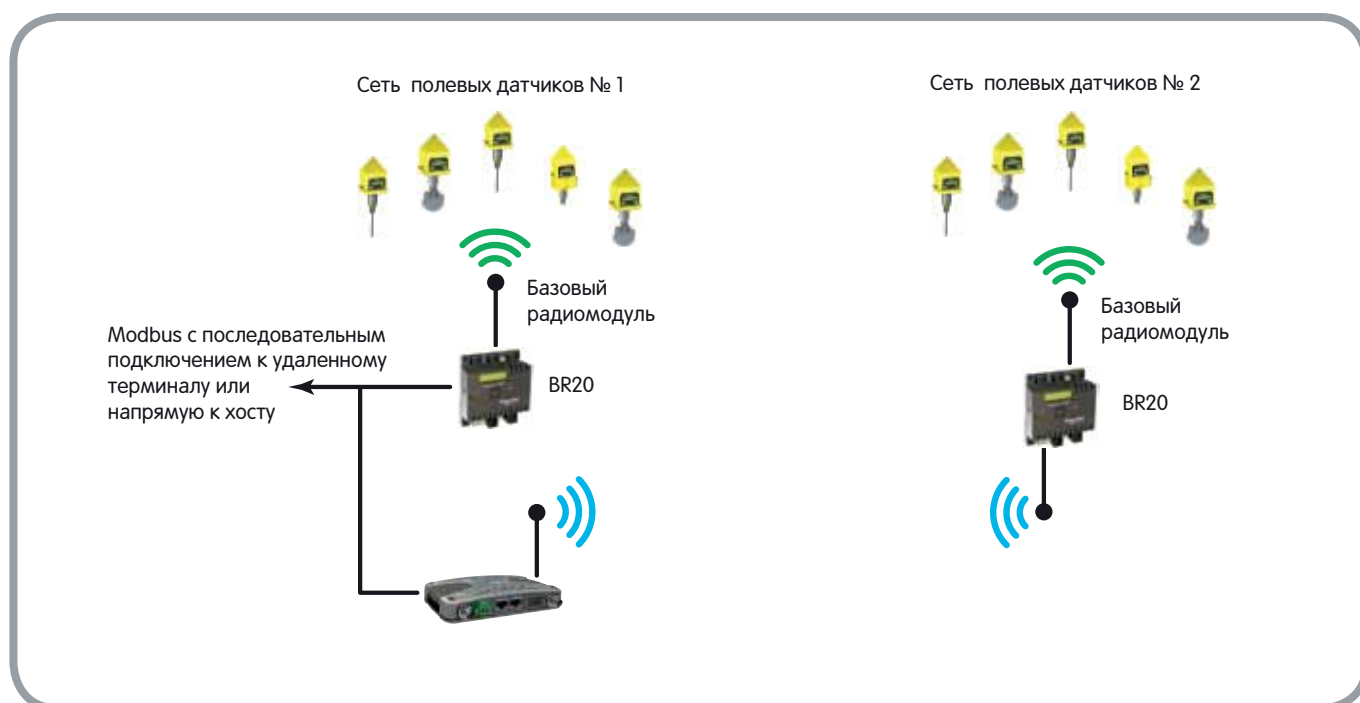 Сеть полевых датчиков № 1
Сеть полевых датчиков № 2
Базовый
радиомодуль
Modbus с последовательным
подключением к удаленному
терминалу или
напрямую к хосту
BR20
Базовый
радиомодуль
BR20